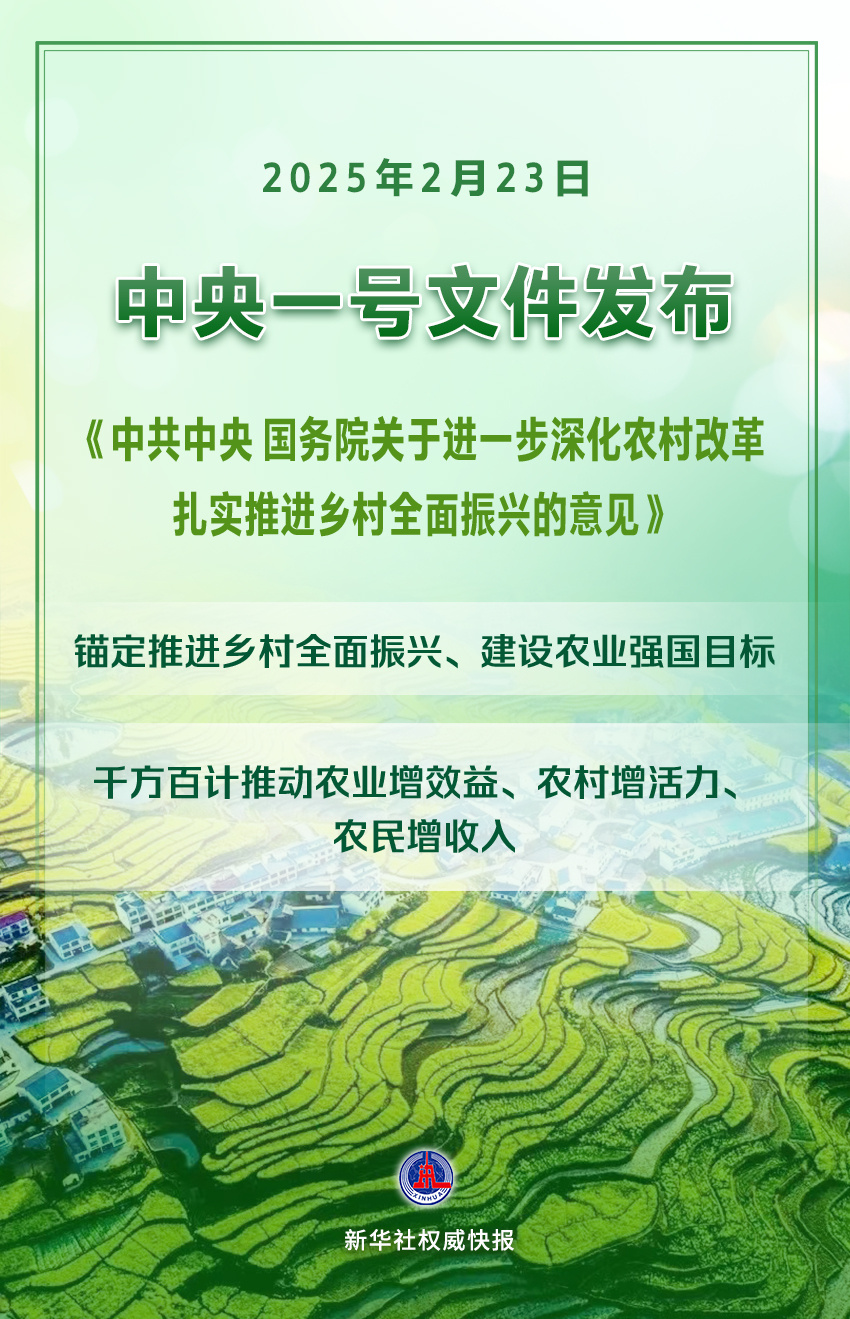 2025年2月23日
中央一号文件发布
《中共中央 国务院关于进一步深化农村改革
扎实推进乡村全面振兴的意见》
锚定推进乡村全面振兴、建设农业强国目标
千方百计推动农业增效益、农村增活力、
农民增收入
XINHUA
新华社权威快报